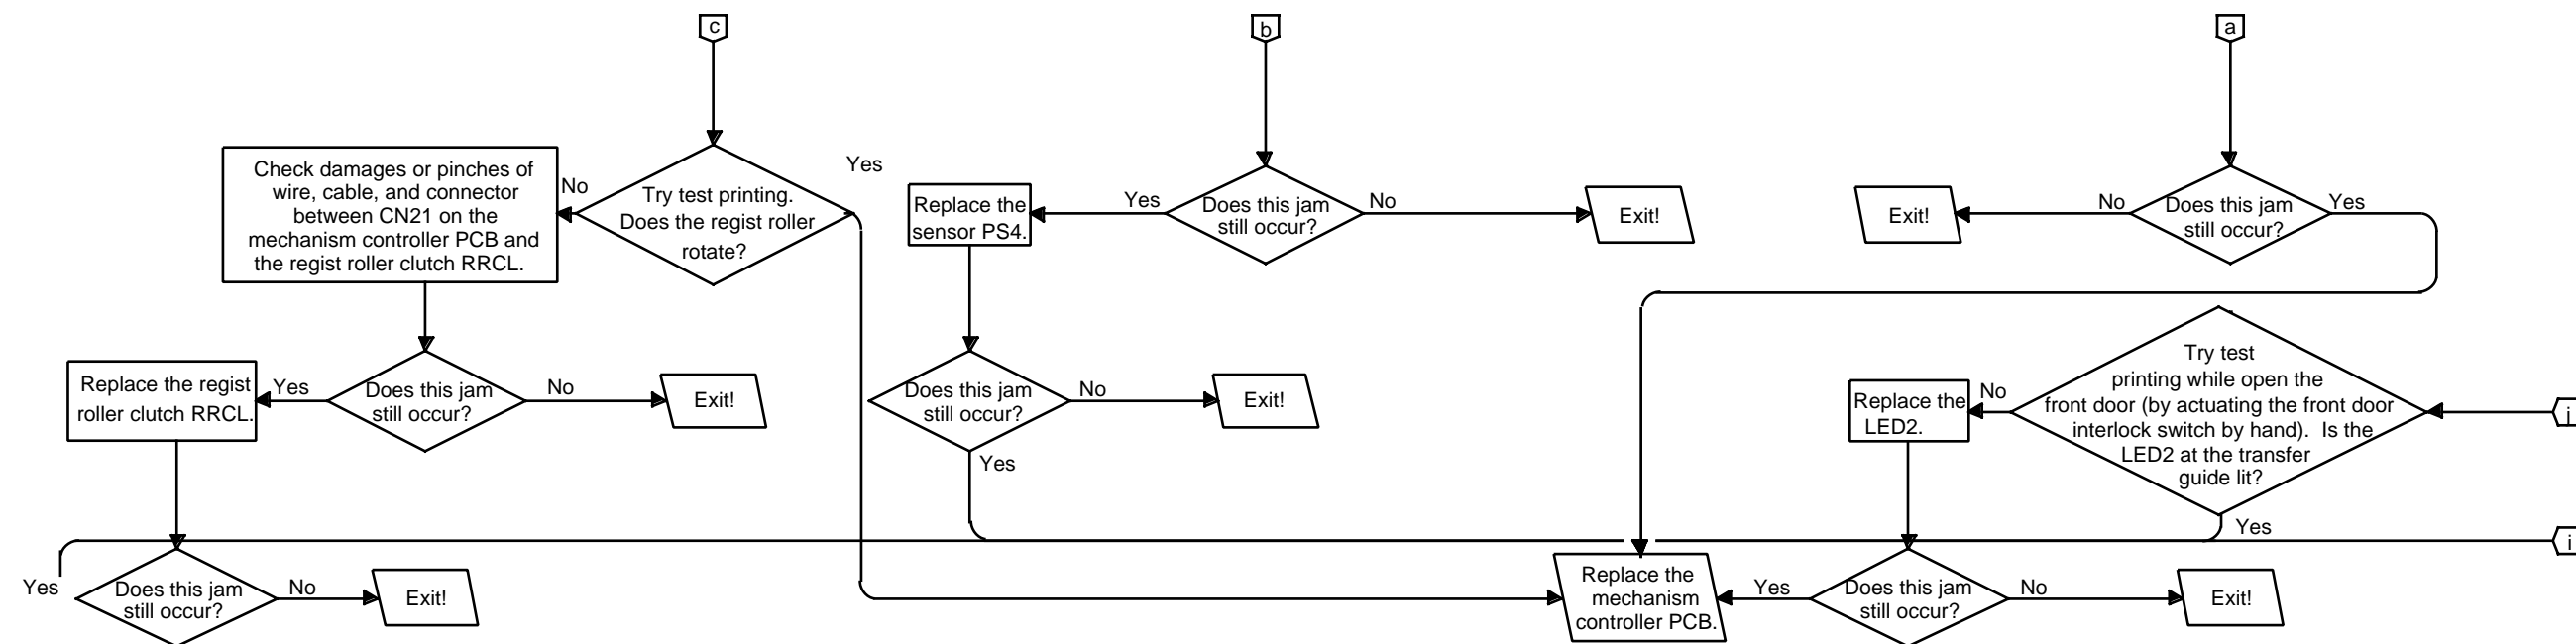 c
b
a
Check damages or pinches of
wire, cable, and connector
between CN21 on the
mechanism controller PCB and
the regist roller clutch RRCL.
No
Try test printing.
Does the regist roller
rotate?
Yes
Replace the
sensor PS4.
Yes
Does this jam
still occur?
No
Exit!
Exit!
No
Does this jam
still occur?
Yes
Replace the regist
roller clutch RRCL.
Yes
Does this jam
still occur?
No
Exit!
Does this jam
still occur?
No
Exit!
Yes
Replace the
LED2.
No
Try test
printing while open the
front door (by actuating the front door
interlock switch by hand). Is the
LED2 at the transfer
guide lit?
j
Yes
i
Yes
Does this jam
still occur?
No
Exit!
Replace the
mechanism
controller PCB.
Yes
Does this jam
still occur?
No
Exit!